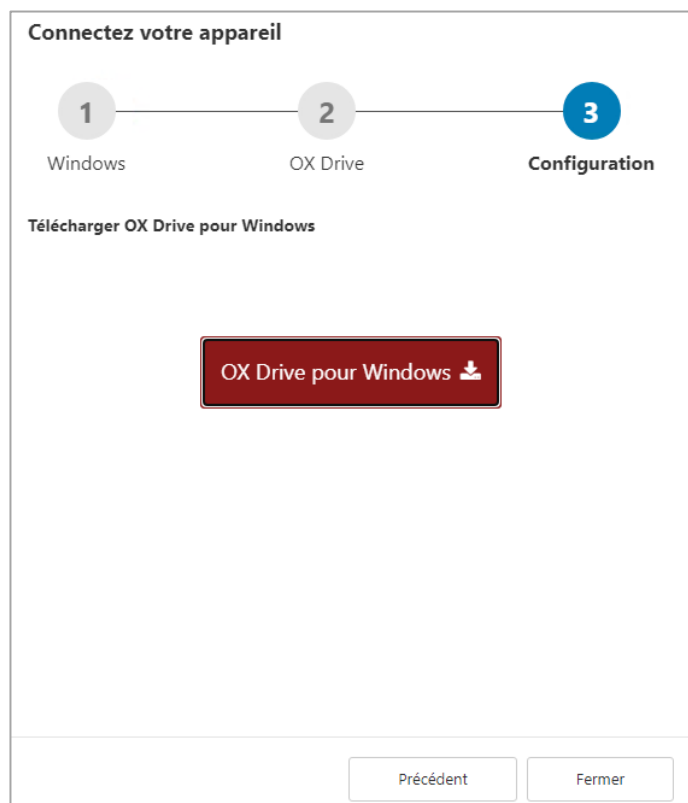 Connectez votre appareil
1 2 3
Windows OX Drive Configuration
Télécharger OX Drive pour Windows
OX Drive pour Windows
Précédent Fermer